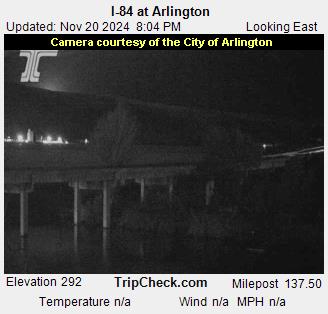 I-84 at Arlington
Updated: Nov 20 2024 8:04 PM Looking East
Camera courtesy of the City of Arlington
Elevation 292 TripCheck.com Milepost 137.50
Temperature n/a Wind n/a MPH n/a